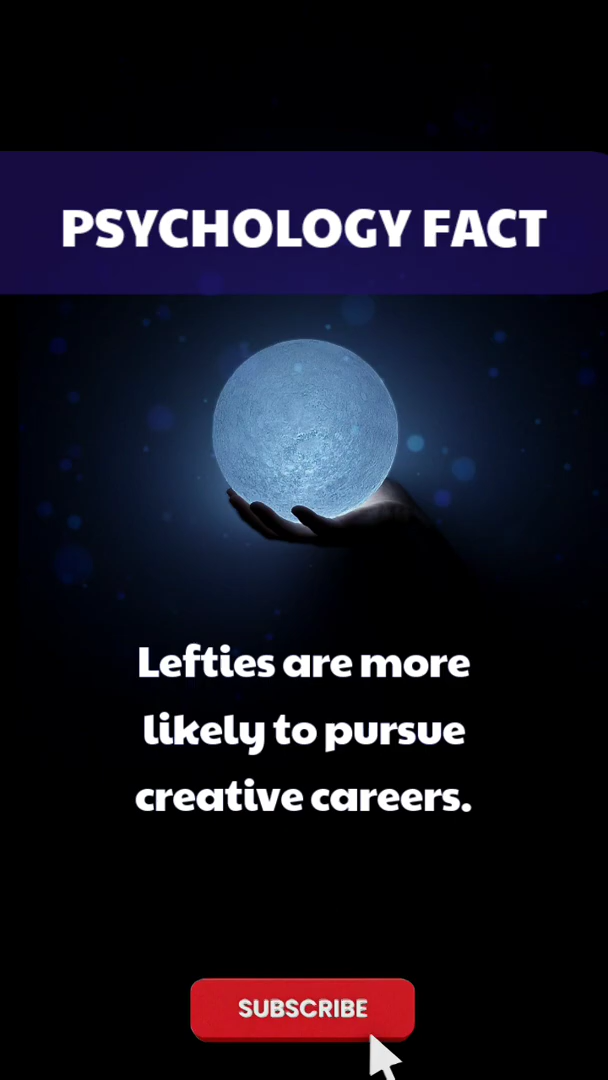 PSYCHOLOGY FACT
Lefties are more
likely to pursue
creative careers.
SUBSCRIBE